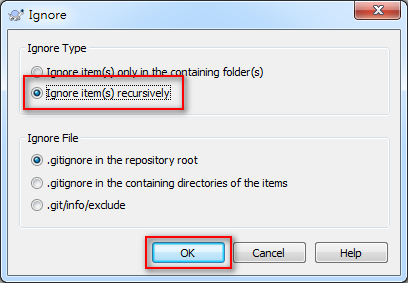 Ignore
Ignore Type
Ignore item(s) only in the containing folder(s)
Ignore item(s) recursively
Ignore File
.gitignore in the repository root
.gitignore in the containing directories of the items
.git/info/exclude
OK
Cancel
Help